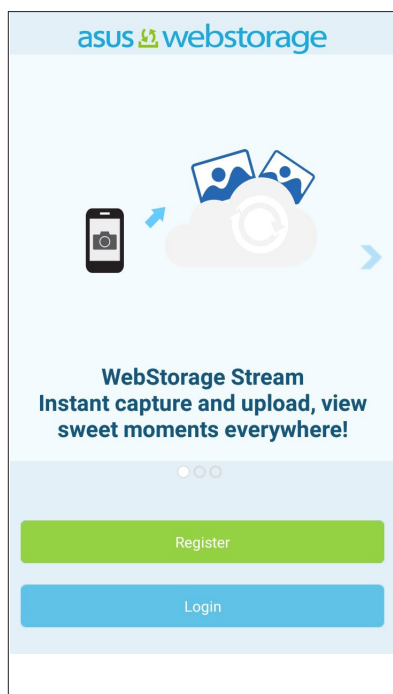 asus webstorage
WebStorage Stream
Instant capture and upload, view
sweet moments everywhere!
Register
Login